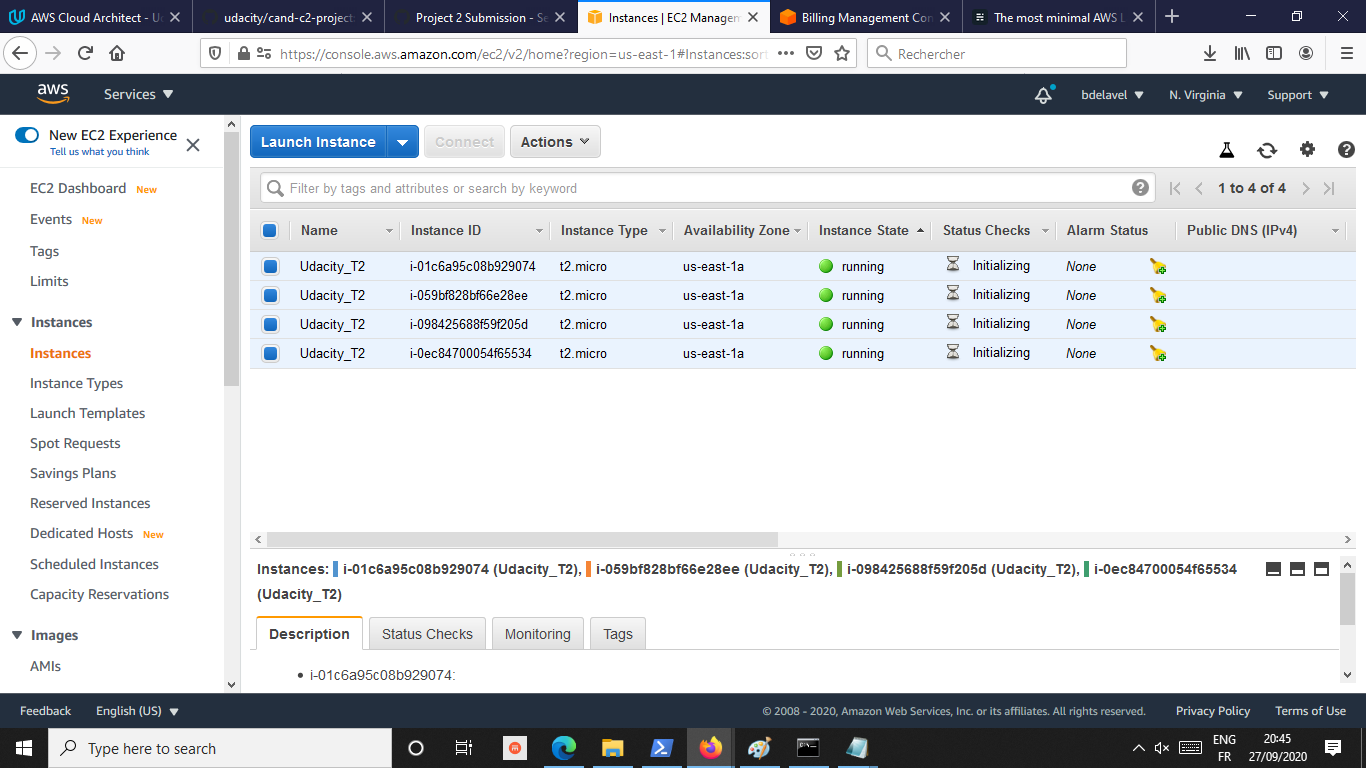 AWS Cloud Architect - Ud
udacity/cand-c2-project
Project 2 Submission - Se
Instances | EC2 Managem
Billing Management Con
The most minimal AWS L
https://console.aws.amazon.com/ec2/v2/home?region=us-east-1#Instances:sort
Rechercher
aws
Services
bdelavel
N. Virginia
Support
New EC2 Experience
Tell us what you think
EC2 Dashboard New
Events New
Tags
Limits
Instances
Instances
Instance Types
Launch Templates
Spot Requests
Savings Plans
Reserved Instances
Dedicated Hosts New
Scheduled Instances
Capacity Reservations
Images
AMIs
Launch Instance
Connect
Actions
Filter by tags and attributes or search by keyword
1 to 4 of 4
Name Instance ID Instance Type Availability Zone Instance State Status Checks Alarm Status Public DNS (IPv4)
Udacity_T2 i-01c6a95c08b929074 t2.micro us-east-1a running Initializing None
Udacity_T2 i-059bf828bf66e28ee t2.micro us-east-1a running Initializing None
Udacity_T2 i-098425688f59f205d t2.micro us-east-1a running Initializing None
Udacity_T2 i-0ec84700054f65534 t2.micro us-east-1a running Initializing None
Instances: i-01c6a95c08b929074 (Udacity_T2), i-059bf828bf66e28ee (Udacity_T2), i-098425688f59f205d (Udacity_T2), i-0ec84700054f65534
(Udacity_T2)
Description
Status Checks
Monitoring
Tags
• i-01c6a95c08b929074:
Feedback
English (US)
© 2008 - 2020, Amazon Web Services, Inc. or its affiliates. All rights reserved.
Privacy Policy
Terms of Use
Type here to search
ENG
FR
20:45
27/09/2020